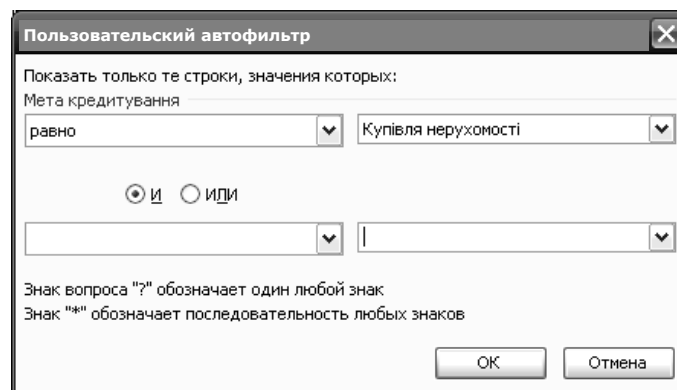 Пользовательский автофильтр
Показать только те строки, значения которых:
Мета кредитування
равно
Купівля нерухомості
И ИЛИ
Знак вопроса "?" обозначает один любой знак
Знак "*" обозначает последовательность любых знаков
ОК Отмена